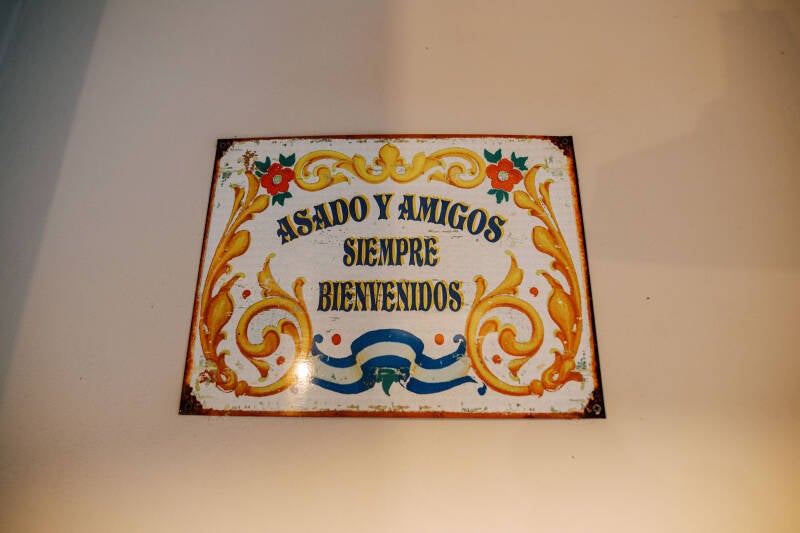 ASADO Y AMIGOS
SIEMPRE
BIENVENIDOS